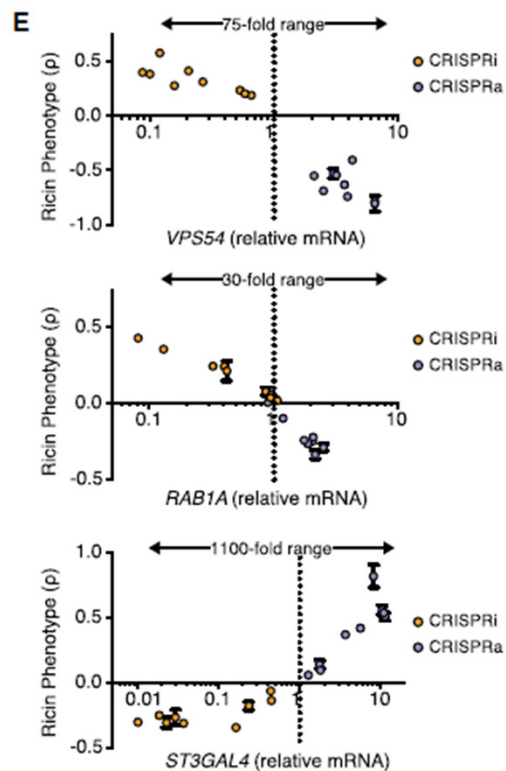 E
75-fold range
Ricin Phenotype (ρ)
0.5
0.0
-0.5
-1.0
0.1
1
10
CRISPRi
CRISPRa
VPS54 (relative mRNA)
30-fold range
Ricin Phenotype (ρ)
0.5
0.0
-0.5
0.1
1
10
CRISPRi
CRISPRa
RAB1A (relative mRNA)
1100-fold range
Ricin Phenotype (ρ)
1.0
0.5
0.0
-0.5
0.01
0.1
1
10
CRISPRi
CRISPRa
ST3GAL4 (relative mRNA)